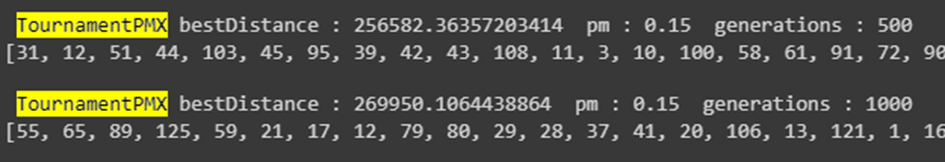 TournamentPMX bestDistance : 256582.36357203414 pm : 0.15 generations : 500
[31, 12, 51, 44, 103, 45, 95, 39, 42, 43, 108, 11, 3, 10, 100, 58, 61, 91, 72, 90
TournamentPMX bestDistance : 269950.1064438864 pm : 0.15 generations : 1000
[55, 65, 89, 125, 59, 21, 17, 12, 79, 80, 29, 28, 37, 41, 20, 106, 13, 121, 1, 16